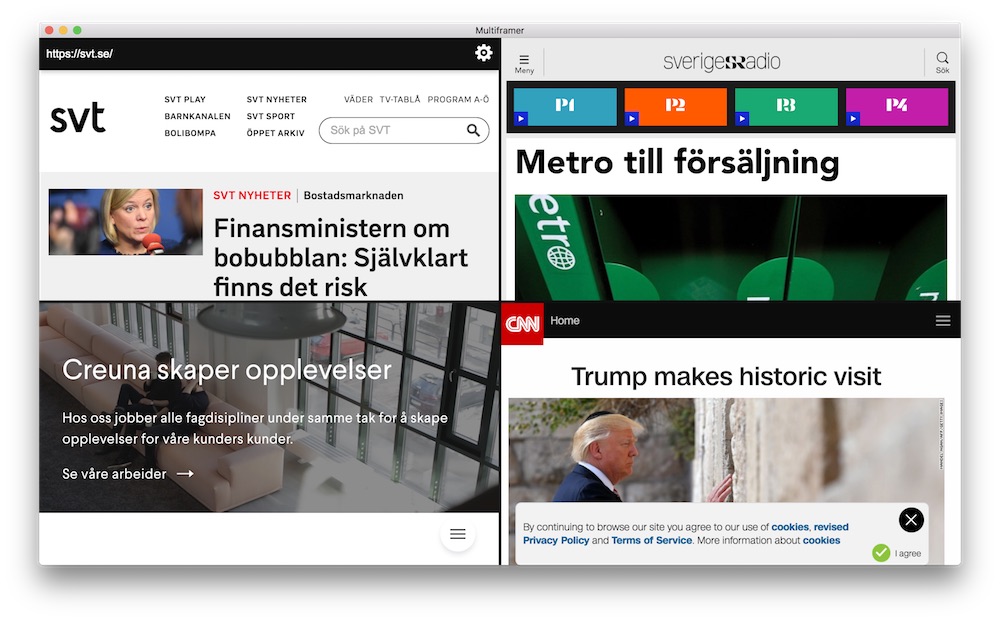 Multiframer
https://svt.se/
svt
SVT PLAY
BARNKANALEN
BOLIBOMPA
SVT NYHETER
SVT SPORT
ÖPPET ARKIV
VÄDER TV-TABLÅ PROGRAM A-Ö
Sök på SVT
SVT NYHETER | Bostadsmarknaden
Finansministern om
bobubblan: Självklart
finns det risk
Meny
sverigesradio
Sök
P1
P2
P3
P4
Metro till försäljning
etro
Creuna skaper opplevelser
Hos oss jobber alle fagdisipliner under samme tak for å skape
opplevelser for våre kunders kunder.
Se våre arbeider →
CNN
Home
Trump makes historic visit
By continuing to browse our site you agree to our use of cookies, revised
Privacy Policy and Terms of Service. More information about cookies
I agree